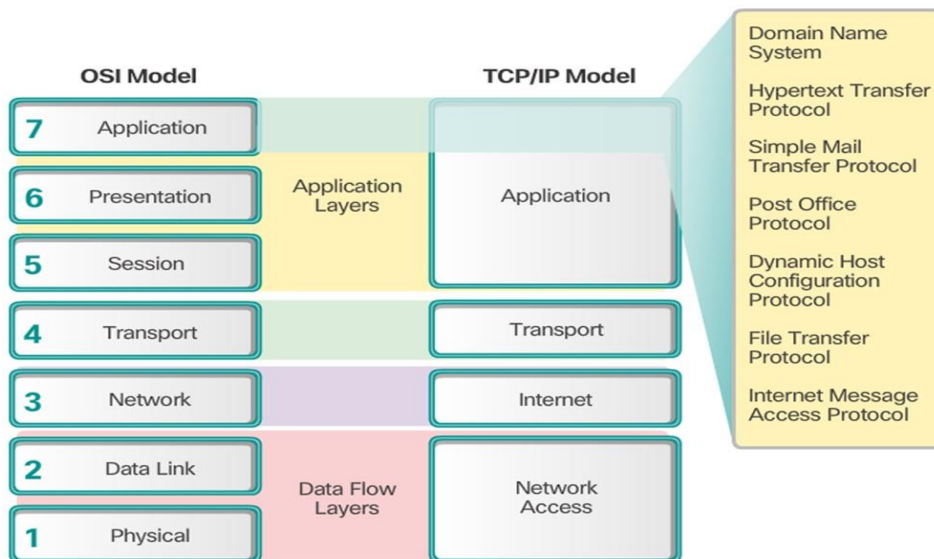 OSI Model
TCP/IP Model
7 Application
6 Presentation
5 Session
4 Transport
3 Network
2 Data Link
1 Physical
Application
Layers
Data Flow
Layers
Application
Transport
Internet
Network
Access
Domain Name
System
Hypertext Transfer
Protocol
Simple Mail
Transfer Protocol
Post Office
Protocol
Dynamic Host
Configuration
Protocol
File Transfer
Protocol
Internet Message
Access Protocol